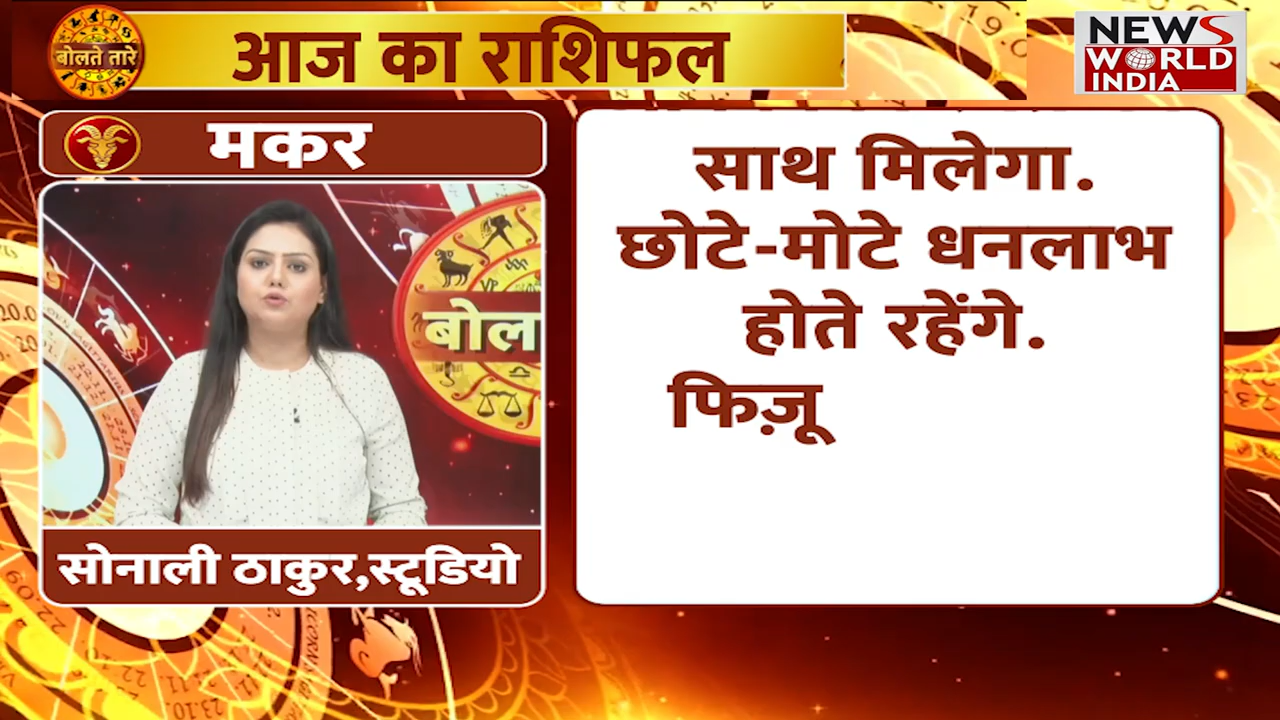 बोलते तारे
आज का राशिफल
NEWS
WORLD
INDIA
मकर
बोल
सोनाली ठाकुर,स्टूडियो
साथ मिलेगा.
छोटे-मोटे धनलाभ
होते रहेंगे.
फिज़ू